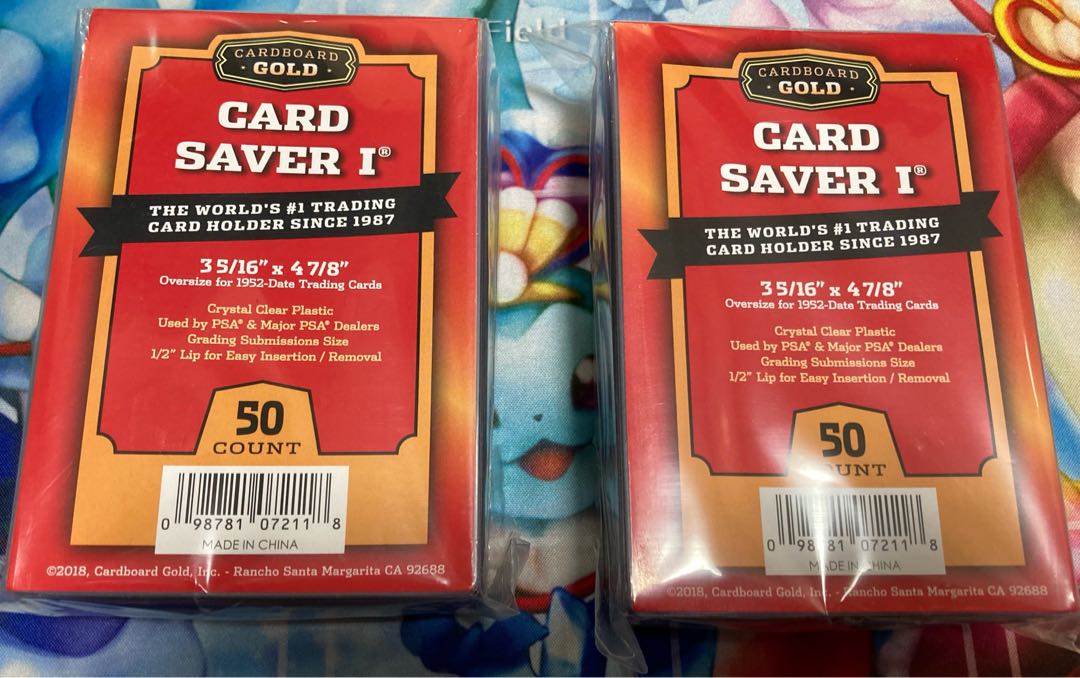 Field
CARDBOARD
GOLD
CARD
SAVER I®
THE WORLD'S #1 TRADING
CARD HOLDER SINCE 1987
3 5/16" x 4 7/8"
Oversize for 1952-Date Trading Cards
Crystal Clear Plastic
Used by PSA® & Major PSA® Dealers
Grading Submissions Size
1/2" Lip for Easy Insertion / Removal
50
COUNT
0 98781 07211 8
MADE IN CHINA
©2018, Cardboard Gold, Inc. - Rancho Santa Margarita CA 92688
CARDBOARD
GOLD
CARD
SAVER I®
THE WORLD'S #1 TRADING
CARD HOLDER SINCE 1987
3 5/16" x 4 7/8"
Oversize for 1952-Date Trading Cards
Crystal Clear Plastic
Used by PSA® & Major PSA® Dealers
Grading Submissions Size
1/2" Lip for Easy Insertion / Removal
50
COUNT
0 98781 07211 8
MADE IN CHINA
©2018, Cardboard Gold, Inc. - Rancho Santa Margarita CA 92688